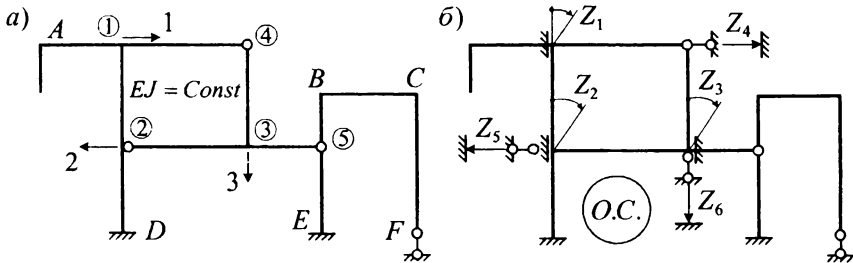 а)
A
①
1
④
EJ = Const
B
C
②
③
⑤
2
3
D
E
F
б)
Z₁
Z₄
Z₂
Z₃
Z₅
Z₆
О.С.